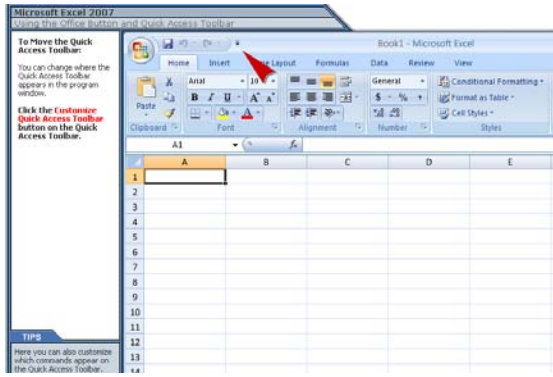 Microsoft Excel 2007
Using the Office Button and Quick Access Toolbar
To Move the Quick
Access Toolbar:
You can change where the
Quick Access Toolbar
appears in the program
window.
Click the Customize
Quick Access Toolbar
button on the Quick
Access Toolbar.
TIPS
Here you can also customize
which commands appear on
the Quick Access Toolbar.
Book1 - Microsoft Excel
Home Insert Layout Formulas Data Review View
Paste
Arial 10
B I U A A
A
General
$ % ,
Conditional Formatting
Format as Table
Cell Styles
Clipboard Font Alignment Number Styles
A1 fx
A B C D E
1
2
3
4
5
6
7
8
9
10
11
12
13
14